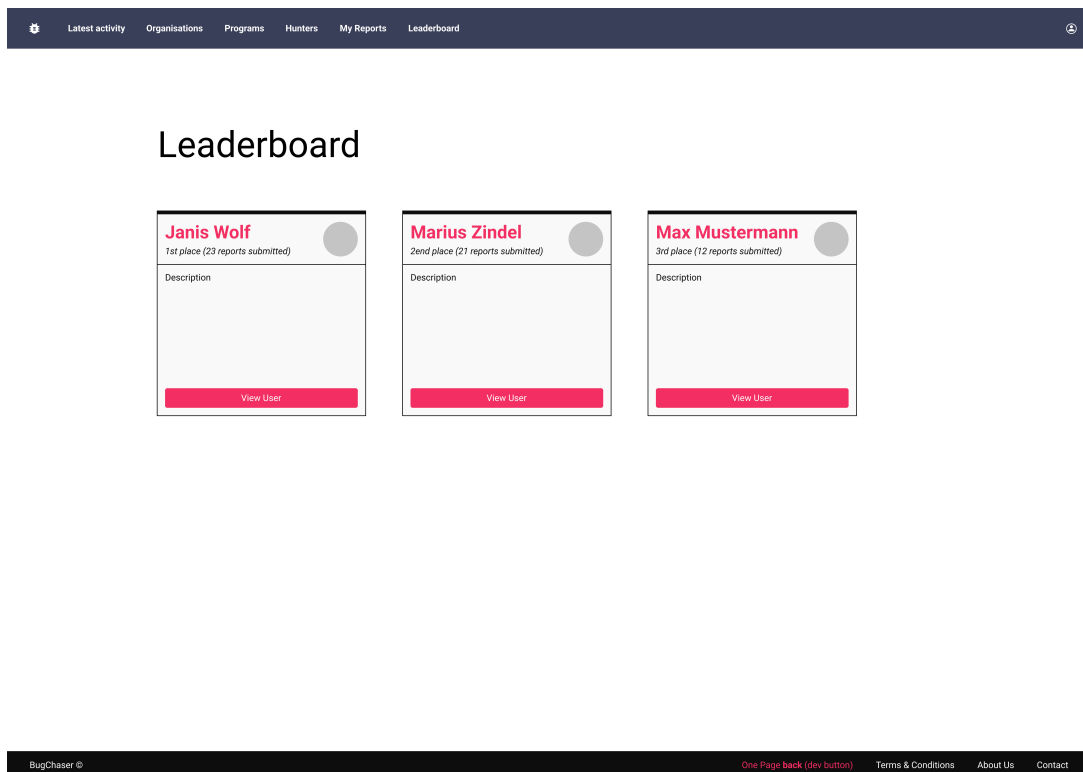 Latest activity Organisations Programs Hunters My Reports Leaderboard
Leaderboard
Janis Wolf
1st place (23 reports submitted)
Description
View User
Marius Zindel
2end place (21 reports submitted)
Description
View User
Max Mustermann
3rd place (12 reports submitted)
Description
View User
BugChaser © One Page back (dev button) Terms & Conditions About Us Contact